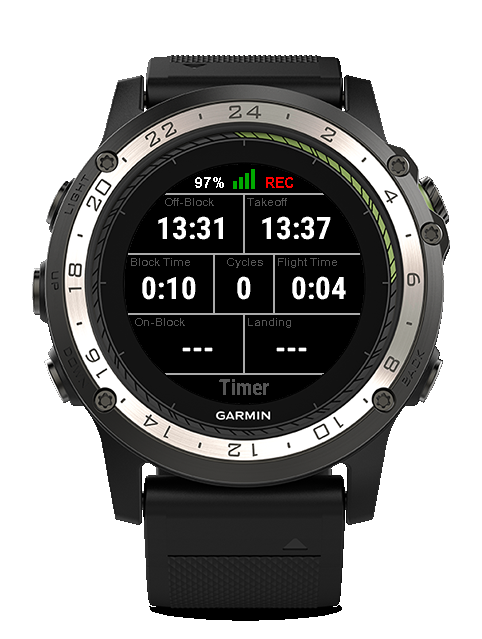 24
22
2
LIGHT
20
4
97% REC
Off-Block Takeoff
13:31 13:37
Block Time Cycles Flight Time
18
UP
6
0:10 0 0:04
On-Block Landing
--- ---
16
DOWN
8
BACK
Timer
GARMIN
14
12
10